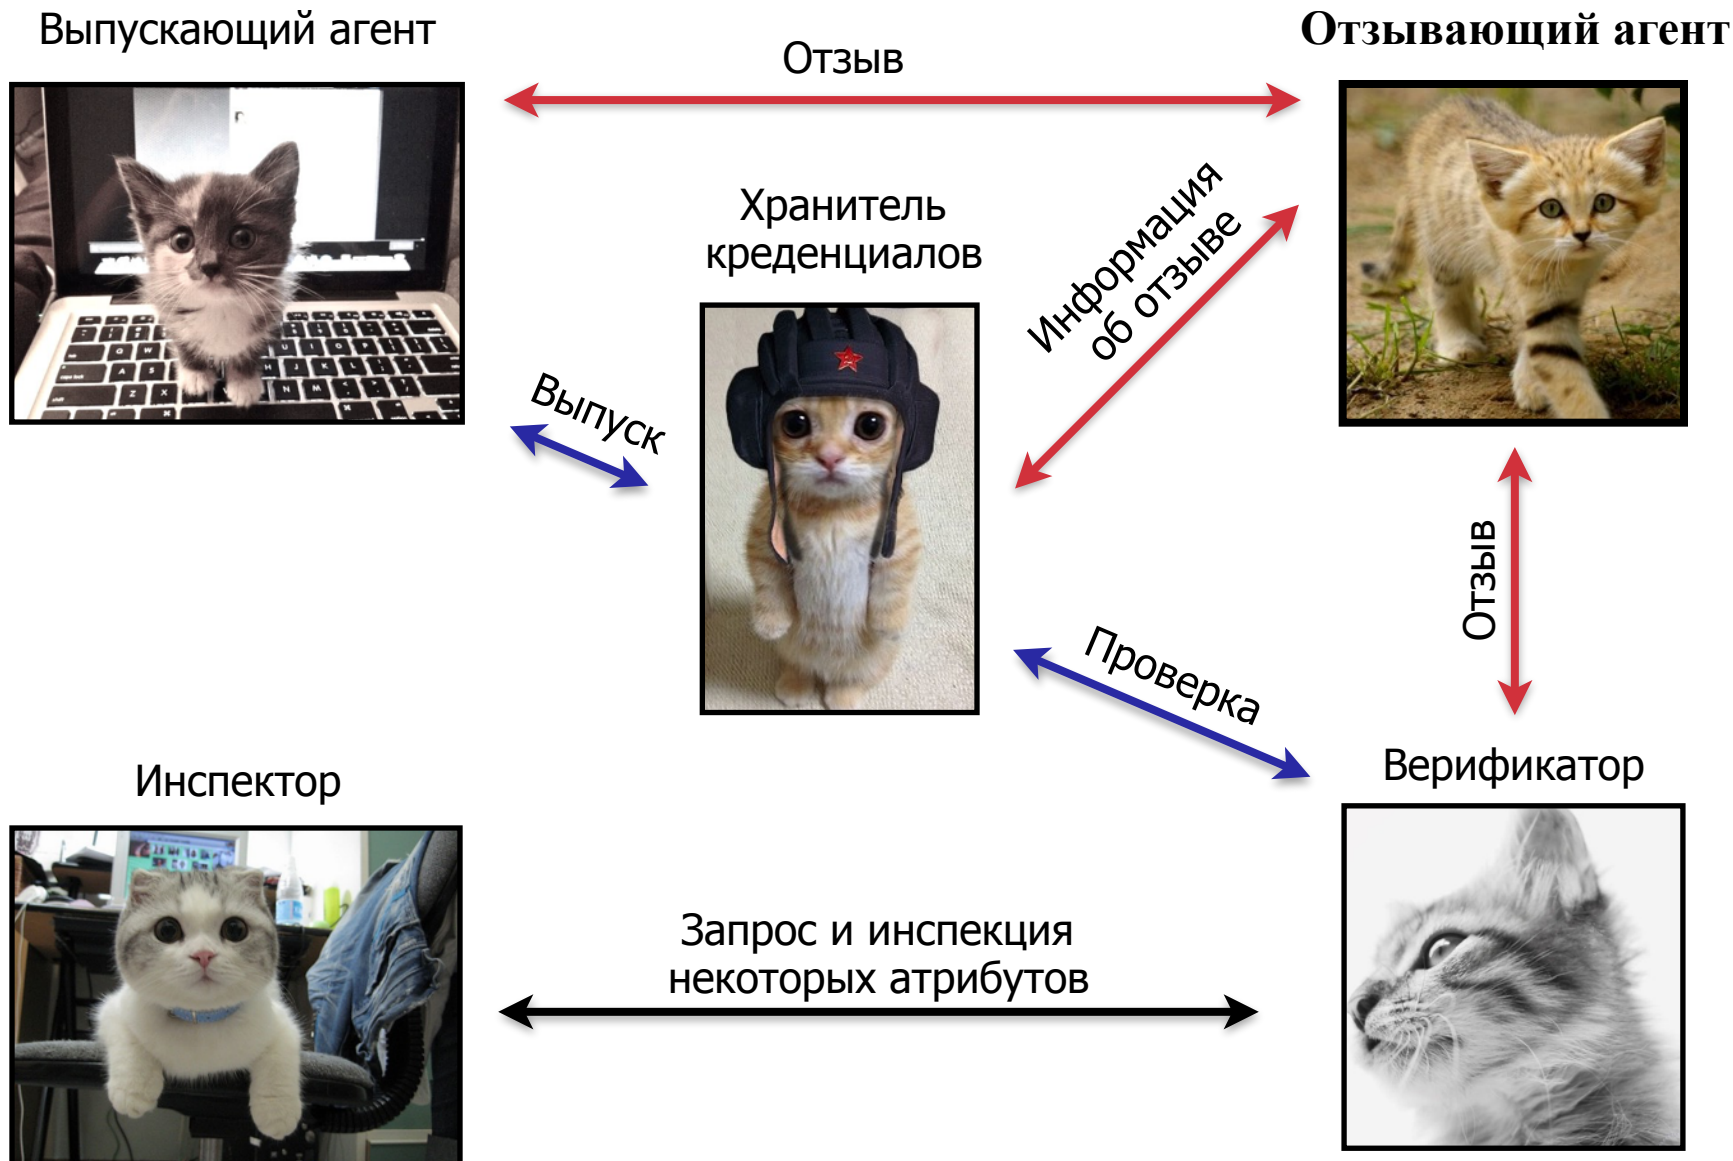 Выпускающий агент
Отзыв
Отзывающий агент
Хранитель
креденциалов
Информация
об отзыве
Выпуск
Отзыв
Проверка
Инспектор
Верификатор
Запрос и инспекция
некоторых атрибутов